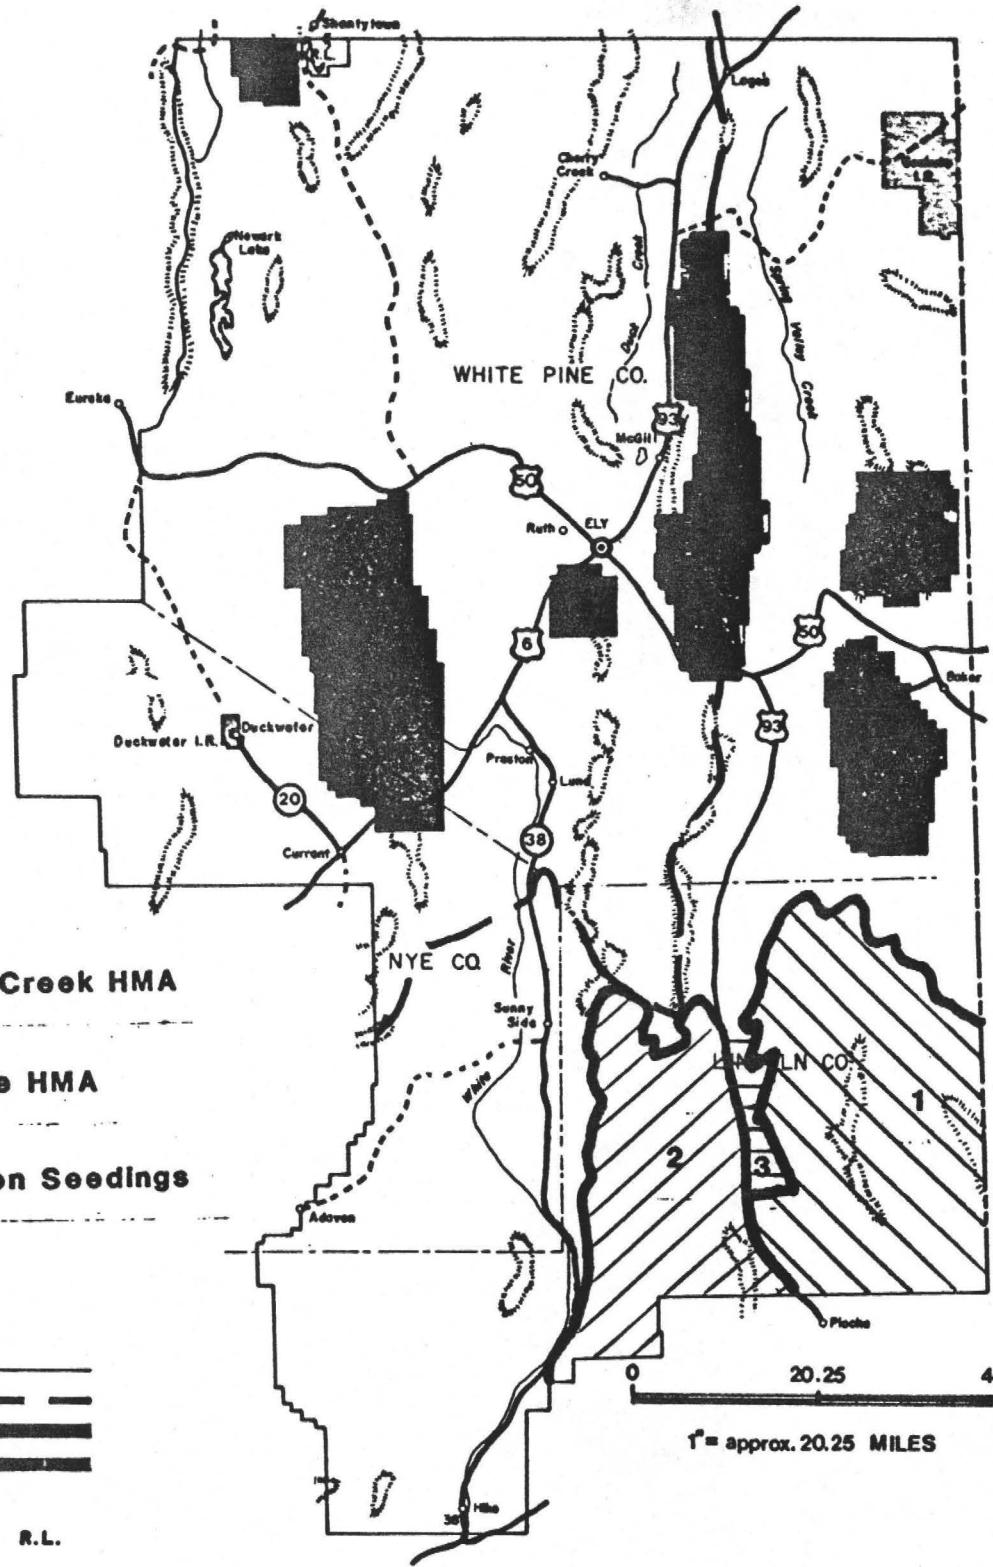 Shantytown
R.L.
Lages
Cherry
Creek
I.R.
Newark
Lake
Duck Creek
Spring Valley Creek
WHITE PINE CO.
Eureka
93
McGill
50
Ruth
ELY
6
50
Baker
Duckwater
Duckwater I.R.
93
Preston
Lund
20
38
Currant
Creek HMA
NYE CO.
White River
Sunny
Side
e HMA
LINCOLN CO.
1
2
3
on Seedings
Adaven
Pioche
0 20.25 4
1"= approx. 20.25 MILES
Hiko
38
R.L.